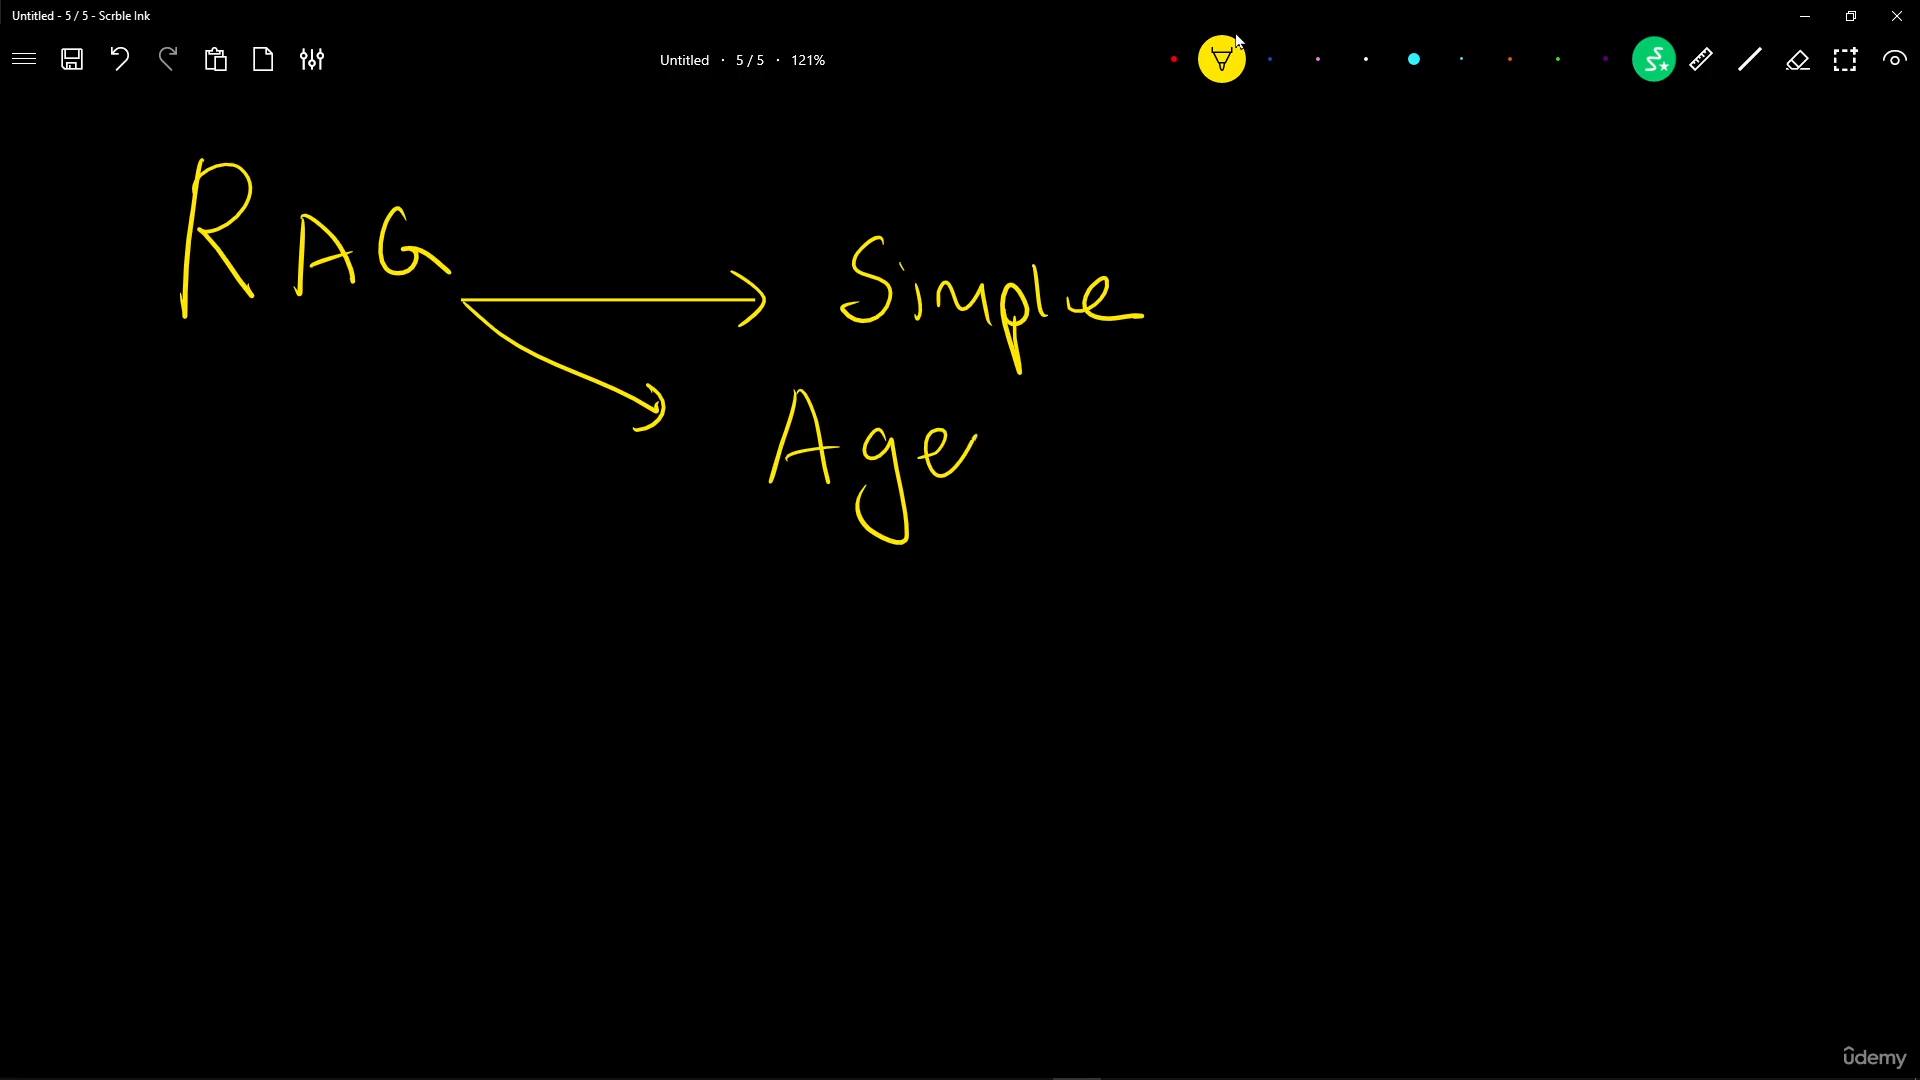 Untitled - 5 / 5 - Scrble Ink
Untitled · 5 / 5 · 121%
RAG
Simple
Age
ûdemy